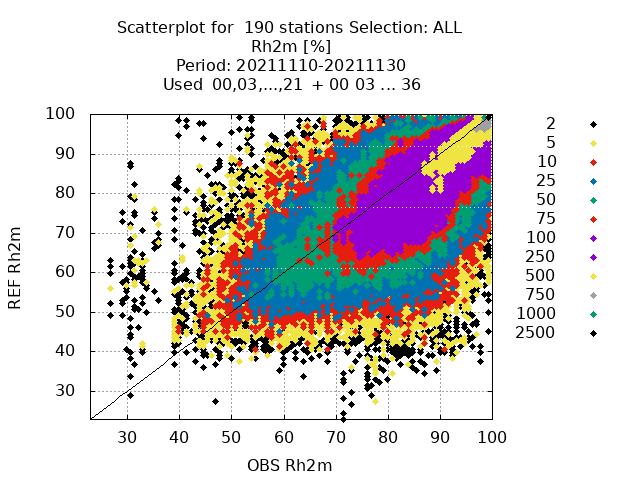 Scatterplot for  190 stations Selection: ALL
Rh2m [%]
Period: 20211110-20211130
Used  00,03,...,21  + 00 03 ... 36
100
90
80
70
60
50
40
30
REF Rh2m
30 40 50 60 70 80 90 100
OBS Rh2m
2
5
10
25
50
75
100
250
500
750
1000
2500